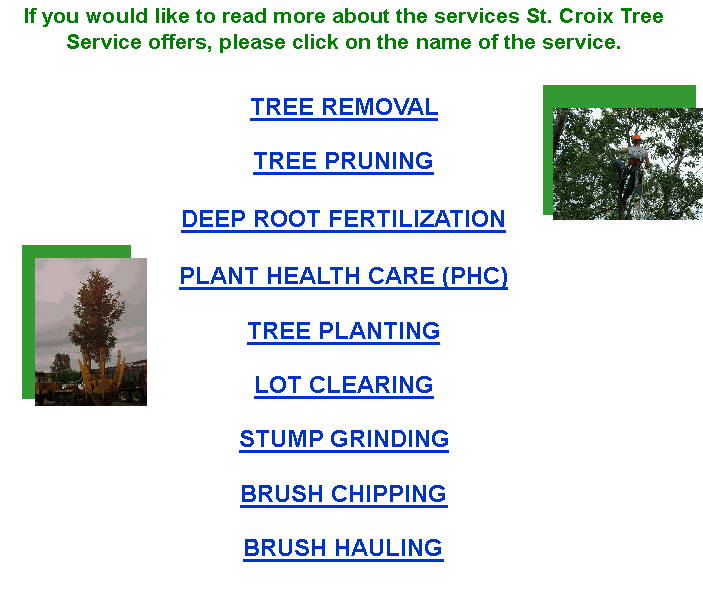 If you would like to read more about the services St. Croix Tree
Service offers, please click on the name of the service.
TREE REMOVAL
TREE PRUNING
DEEP ROOT FERTILIZATION
PLANT HEALTH CARE (PHC)
TREE PLANTING
LOT CLEARING
STUMP GRINDING
BRUSH CHIPPING
BRUSH HAULING